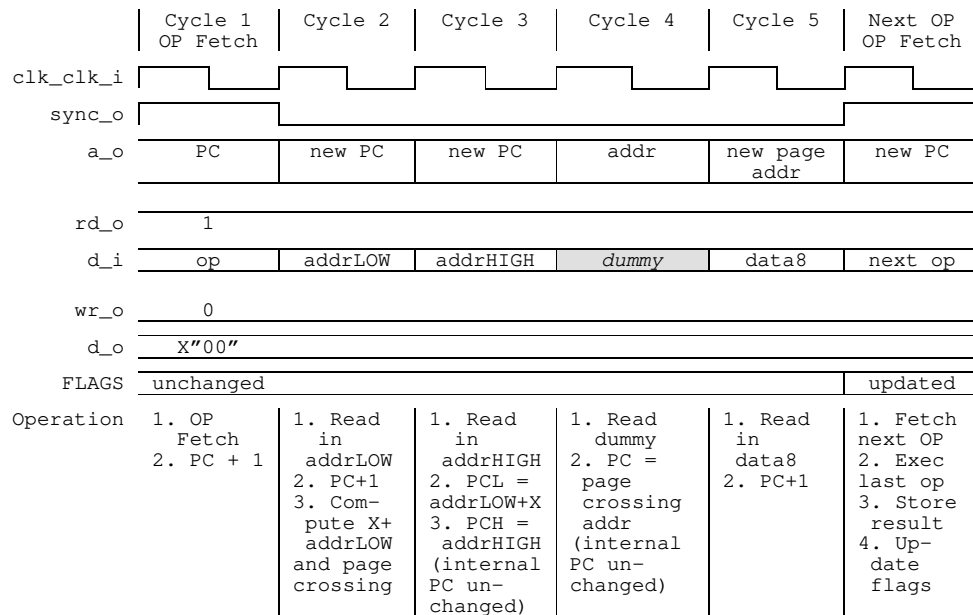 Cycle 1 Cycle 2 Cycle 3 Cycle 4 Cycle 5 Next OP
OP Fetch OP Fetch
clk_clk_i
sync_o
a_o PC new PC new PC addr new page new PC
addr
rd_o 1
d_i op addrLOW addrHIGH dummy data8 next op
wr_o 0
d_o X"00"
FLAGS unchanged updated
Operation 1. OP 1. Read 1. Read 1. Read 1. Read 1. Fetch
Fetch in in dummy in next OP
2. PC + 1 addrLOW addrHIGH 2. PC = data8 2. Exec
2. PC+1 2. PCL = page 2. PC+1 last op
3. Com- addrLOW+X crossing 3. Store
pute X+ 3. PCH = addr result
addrLOW addrHIGH (internal 4. Up-
and page (internal PC un- date
crossing PC un- changed) flags
changed)